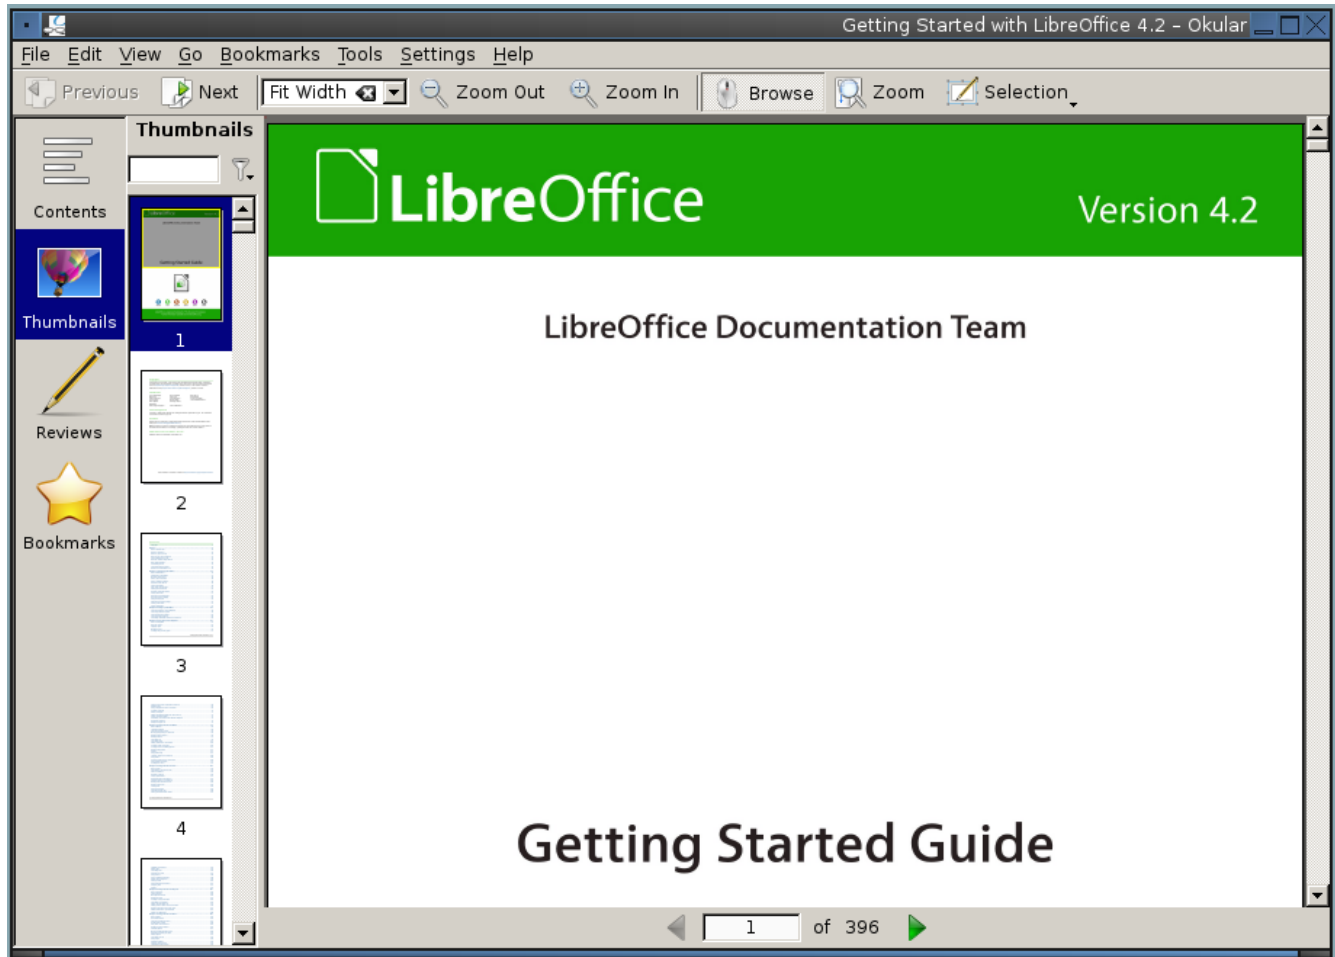 Getting Started with LibreOffice 4.2 – Okular
File Edit View Go Bookmarks Tools Settings Help
Previous Next Fit Width Zoom Out Zoom In Browse Zoom Selection
Thumbnails
Contents
Thumbnails
Reviews
Bookmarks
1
2
3
4
LibreOffice
Version 4.2
LibreOffice Documentation Team
Getting Started Guide
1 of 396